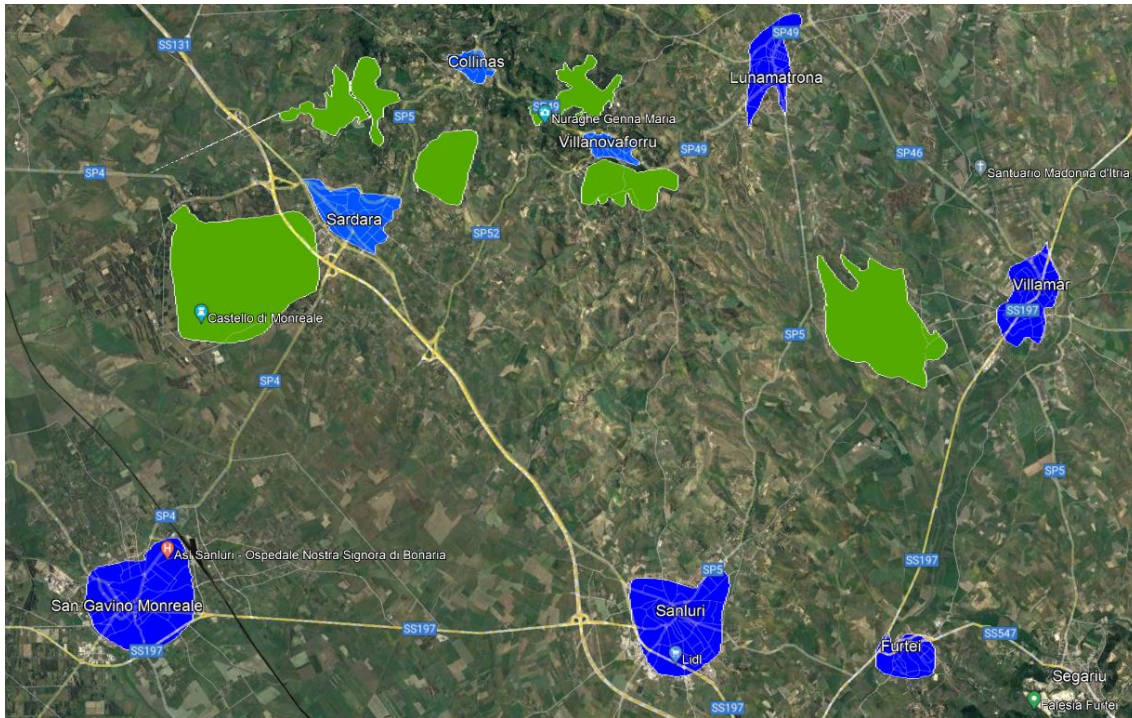 SS131
SP49
Collinas
Lunamatrona
SP5
SP49
Nuraghe Genna Maria
Villanovaforru
SP49
SP46
SP4
Santuario Madonna d'Itria
Sardara
SP52
Villamar
SS197
Castello di Monreale
SP5
SP4
SP5
SP4
Asl Sanluri - Ospedale Nostra Signora di Bonaria
SS197
SP5
San Gavino Monreale
Sanluri
SS197
SS547
SS197
Lidl
Furtei
Segariu
SS197
Falesia Furtei